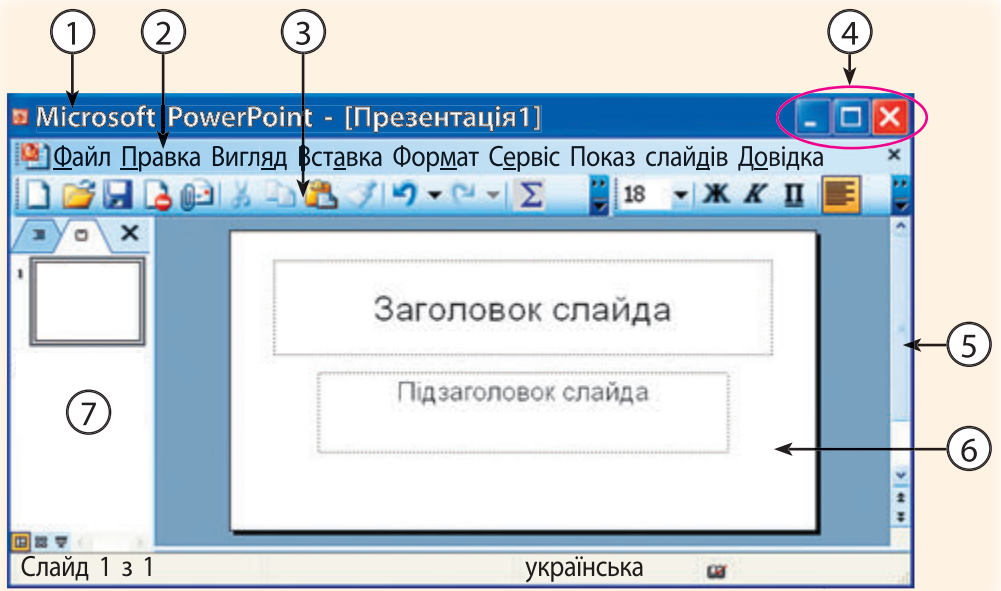 1 2 3 4
Microsoft PowerPoint - [Презентація1]
Файл Правка Вигляд Вставка Формат Сервіс Показ слайдів Довідка
Σ 18 Ж К П
1
Заголовок слайда
5
Підзаголовок слайда
7
6
Слайд 1 з 1 українська